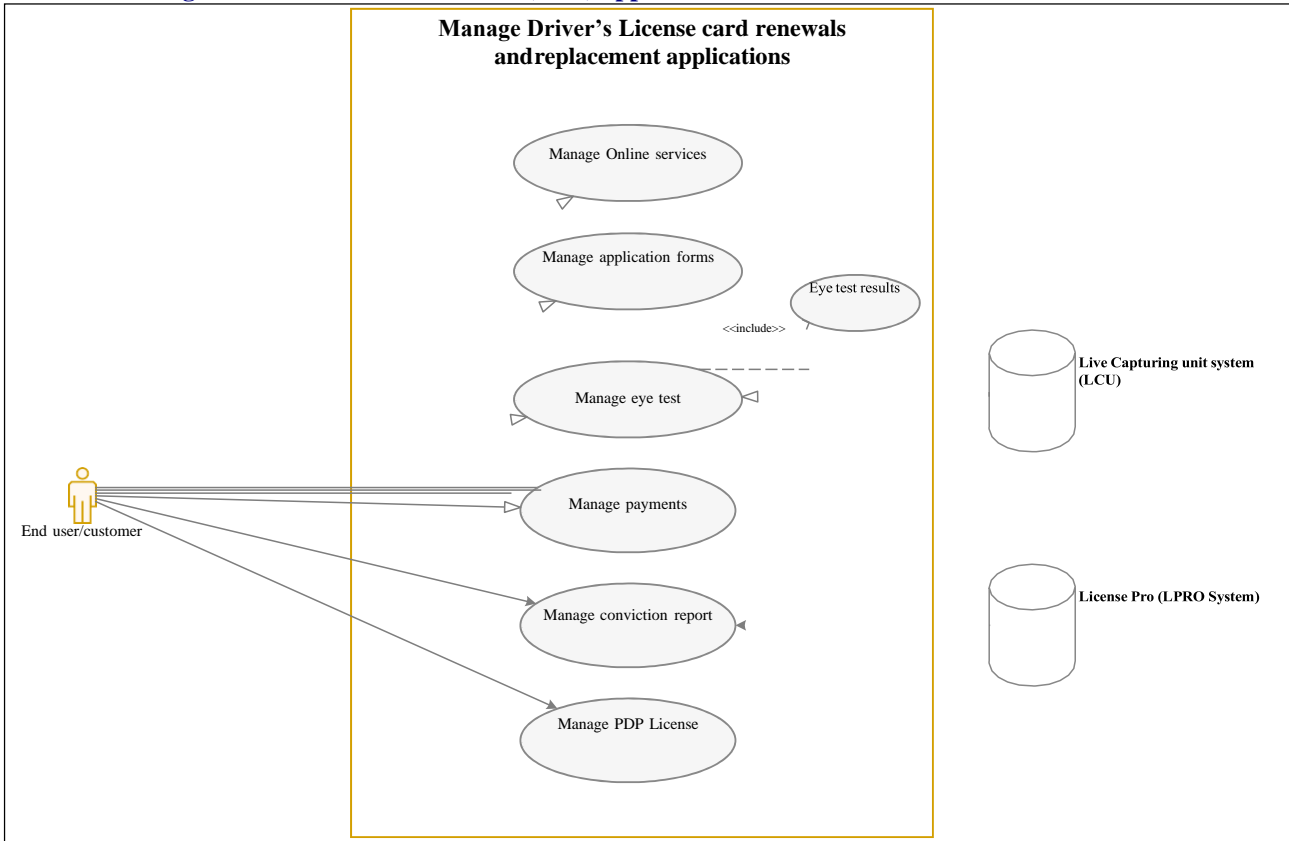 Manage Driver's License card renewals
andreplacement applications
Manage Online services
Manage application forms
Eye test results
<<include>>
Live Capturing unit system
(LCU)
Manage eye test
Manage payments
End user/customer
License Pro (LPRO System)
Manage conviction report
Manage PDP License